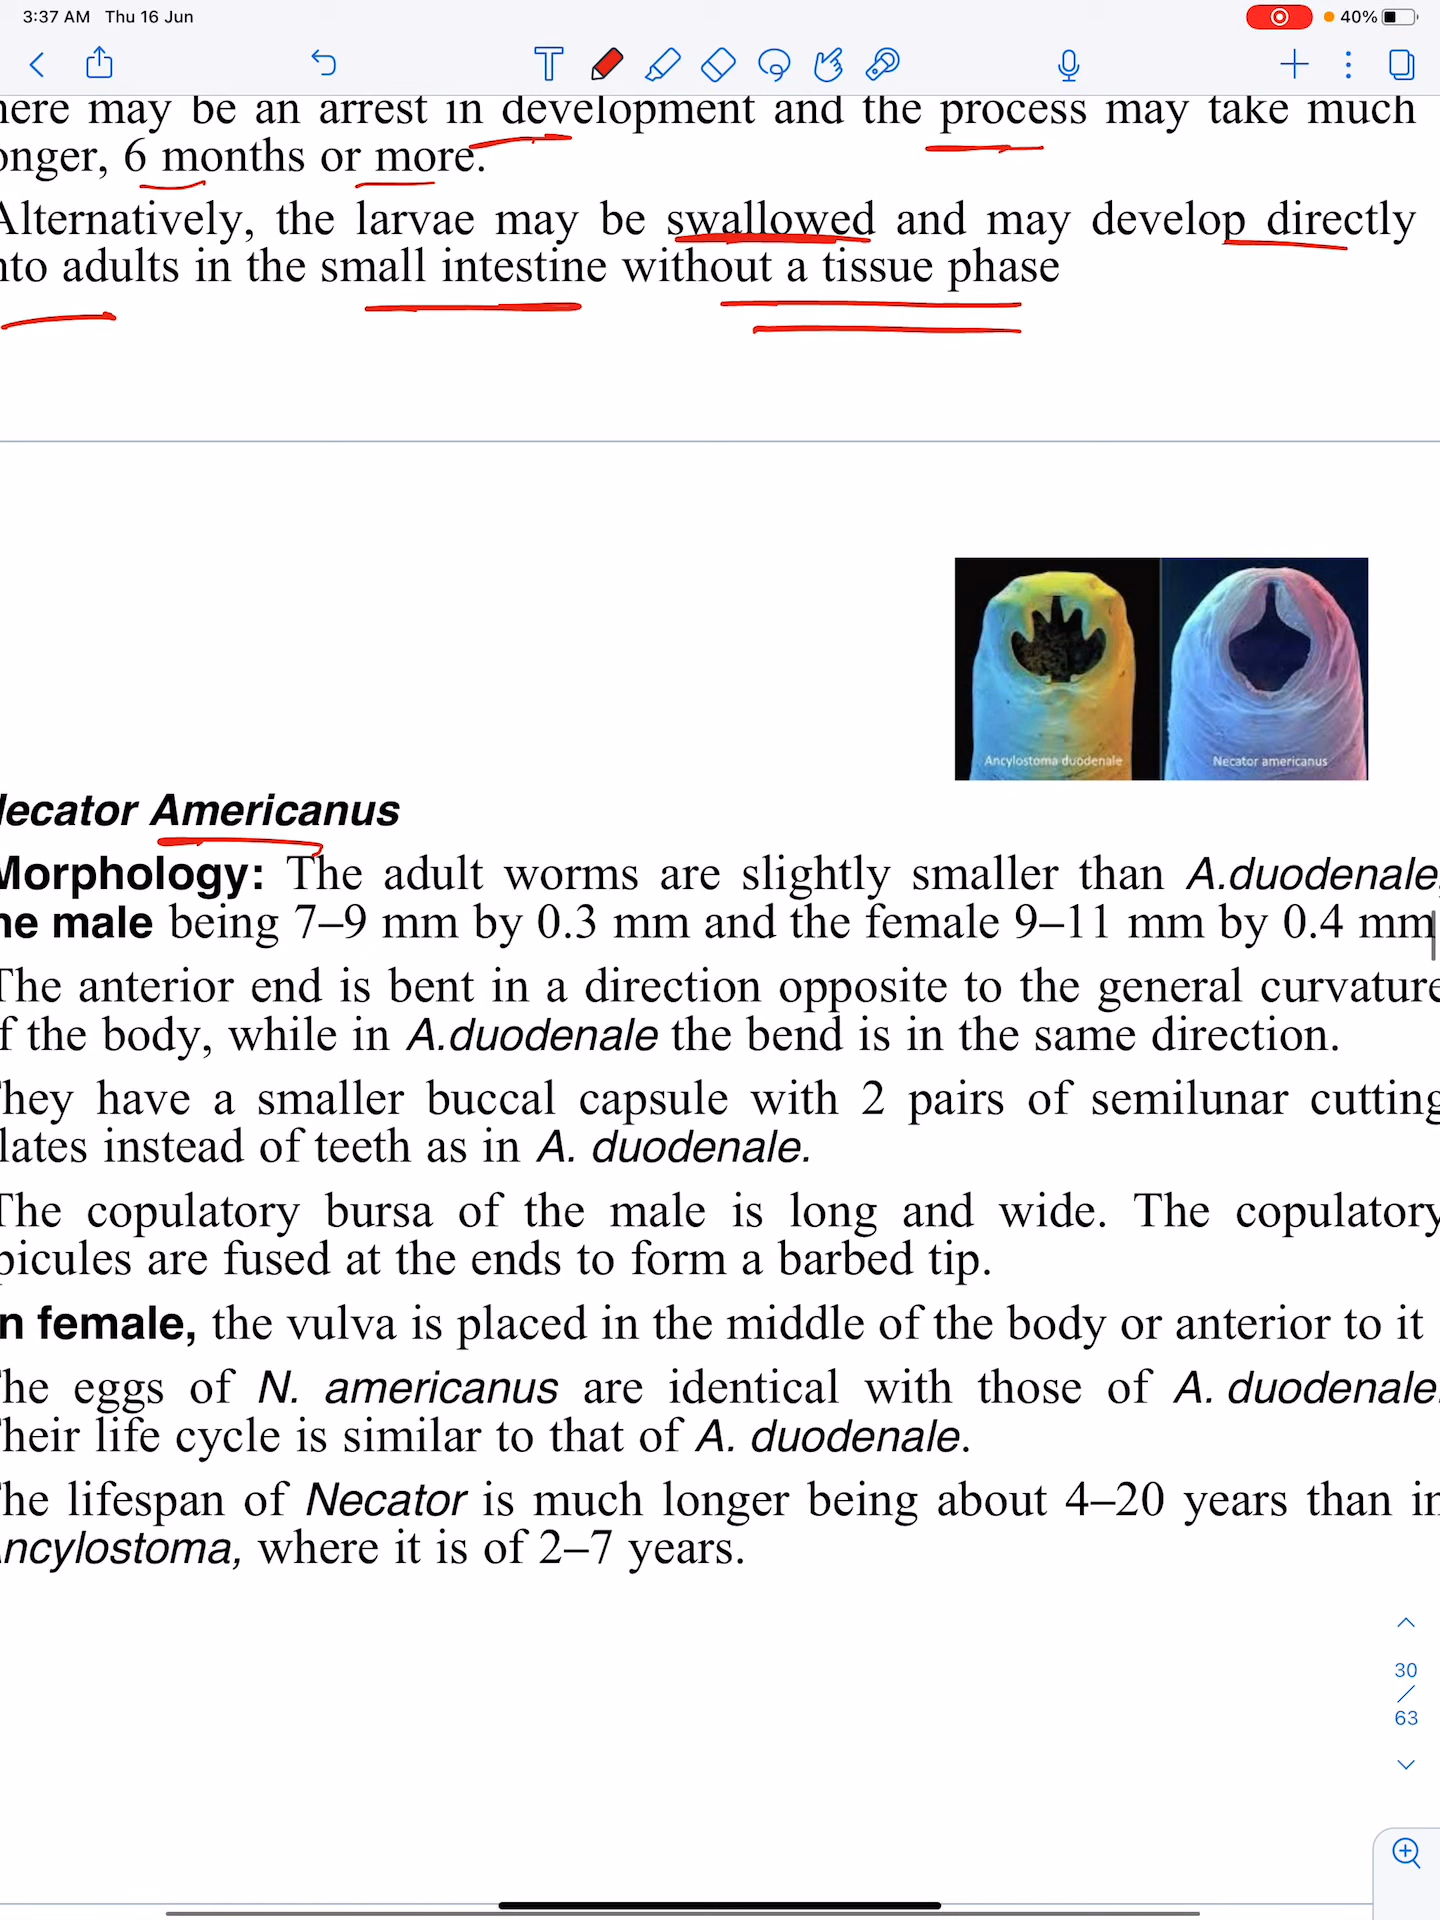 3:37 AM Thu 16 Jun
40%
here may be an arrest in development and the process may take much
onger, 6 months or more.
Alternatively, the larvae may be swallowed and may develop directly
nto adults in the small intestine without a tissue phase
Ancylostoma duodenale
Necator americanus
ecator Americanus
Morphology: The adult worms are slightly smaller than A.duodenale,
he male being 7–9 mm by 0.3 mm and the female 9–11 mm by 0.4 mm
The anterior end is bent in a direction opposite to the general curvature
f the body, while in A.duodenale the bend is in the same direction.
hey have a smaller buccal capsule with 2 pairs of semilunar cutting
lates instead of teeth as in A. duodenale.
The copulatory bursa of the male is long and wide. The copulatory
picules are fused at the ends to form a barbed tip.
n female, the vulva is placed in the middle of the body or anterior to it
he eggs of N. americanus are identical with those of A. duodenale.
heir life cycle is similar to that of A. duodenale.
he lifespan of Necator is much longer being about 4–20 years than in
ncylostoma, where it is of 2–7 years.
30
/
63